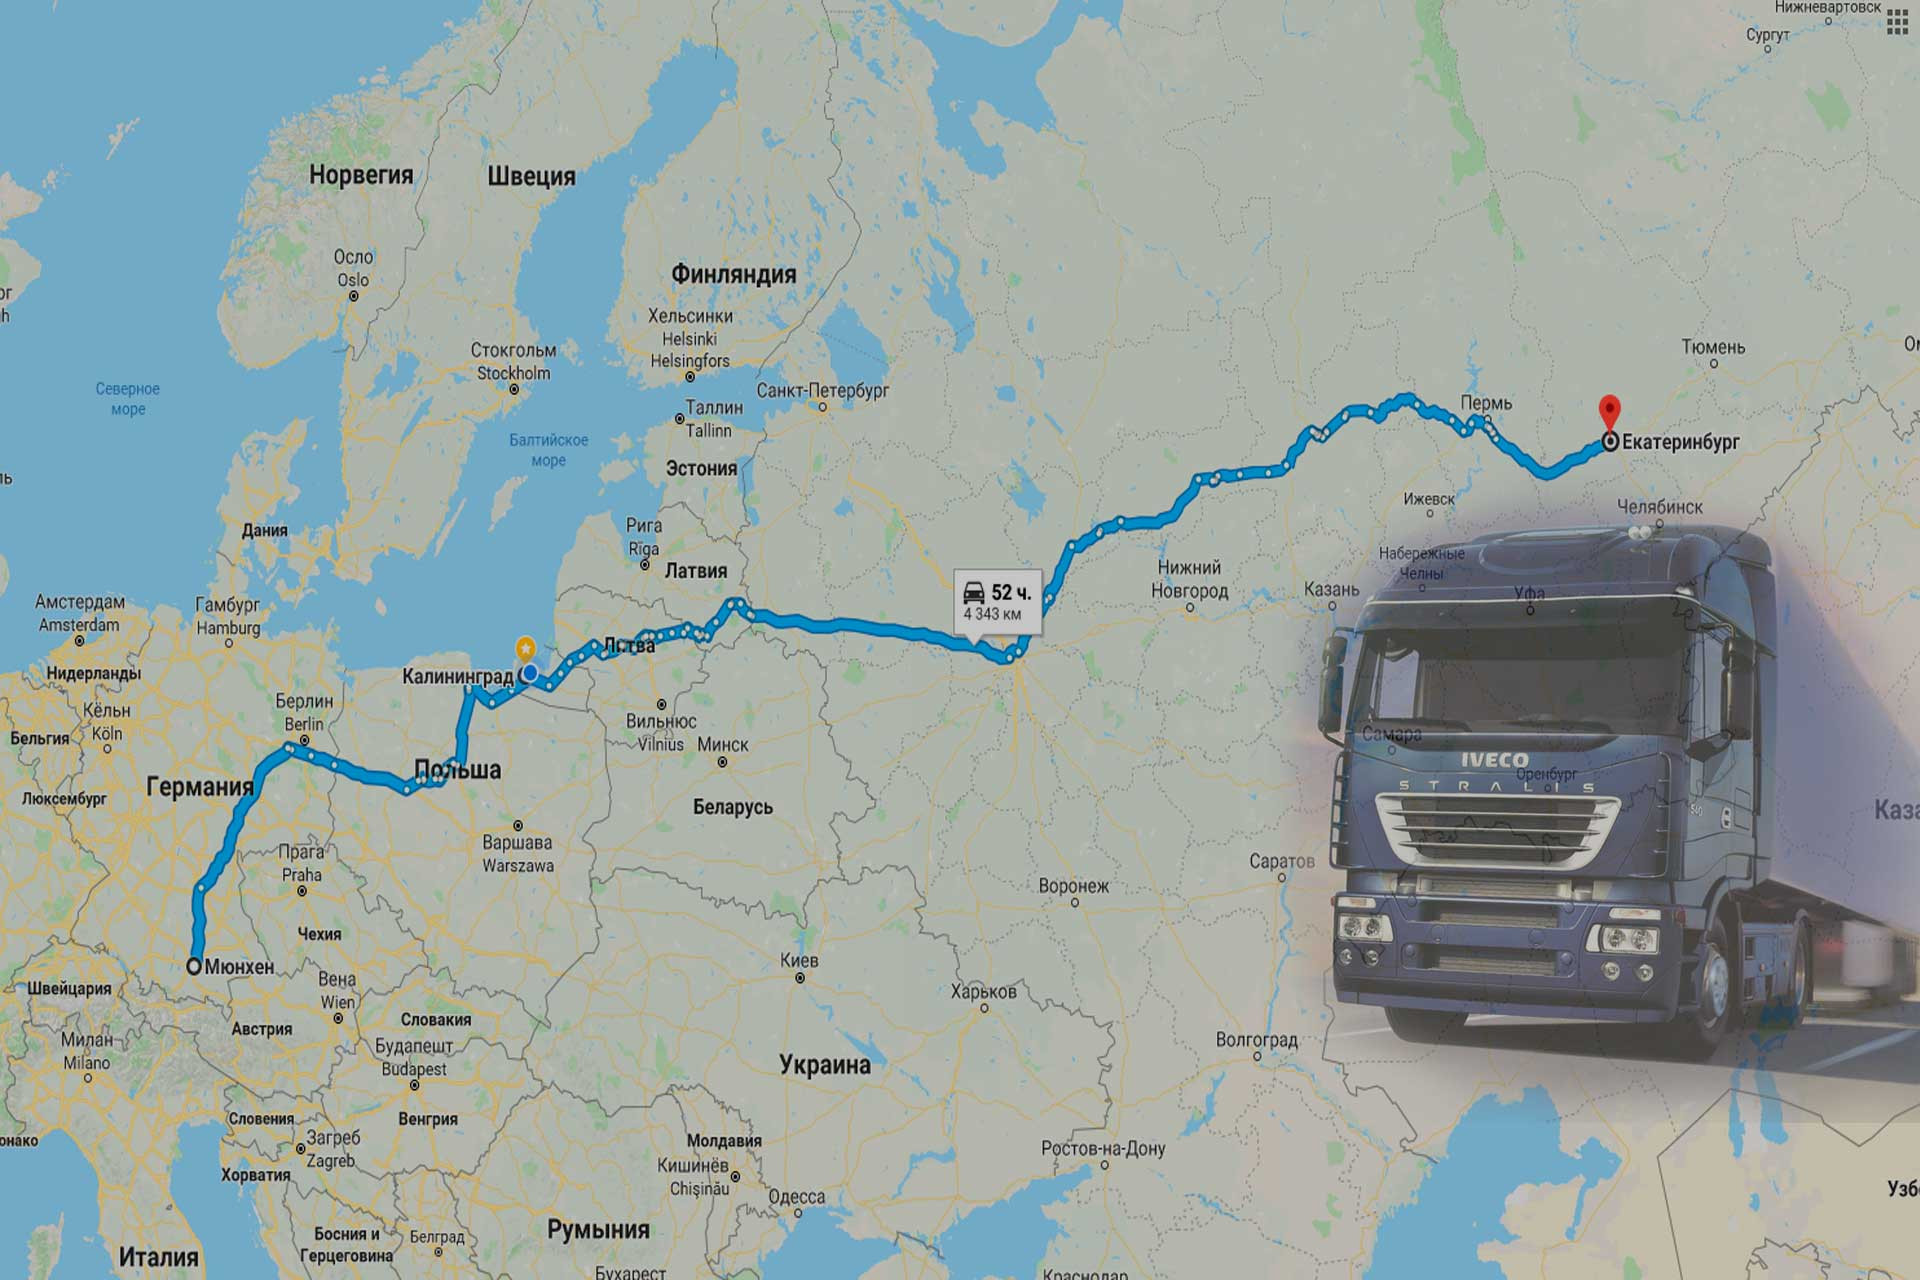 Нижневартовск
Сургут
Норвегия
Швеция
Осло
Oslo
Финляндия
Хельсинки
Helsinki
Helsingfors
Стокгольм
Stockholm
Санкт-Петербург
Таллин
Tallinn
Эстония
Северное
море
Балтийское
море
Тюмень
Пермь
Екатеринбург
Дания
Рига
Rīga
Латвия
Ижевск
Челябинск
Набережные
Челны
Нижний
Новгород
Казань
Уфа
52 ч.
4 343 км
Амстердам
Amsterdam
Гамбург
Hamburg
Нидерланды
Калининград
Литва
Кёльн
Köln
Берлин
Berlin
Вильнюс
Vilnius
Минск
Бельгия
Люксембург
Германия
Польша
Беларусь
Самара
IVECO
Оренбург
STRALIS
Варшава
Warszawa
Прага
Praha
Саратов
Воронеж
Чехия
Мюнхен
Киев
Харьков
Швейцария
Вена
Wien
Австрия
Словакия
Милан
Milano
Будапешт
Budapest
Волгоград
Украина
Словения
Венгрия
Загреб
Zagreb
Хорватия
Молдавия
Кишинёв
Chișinău
Ростов-на-Дону
Одесса
Босния и
Герцеговина
Белград
Румыния
Италия
Бухарест
Краснодар